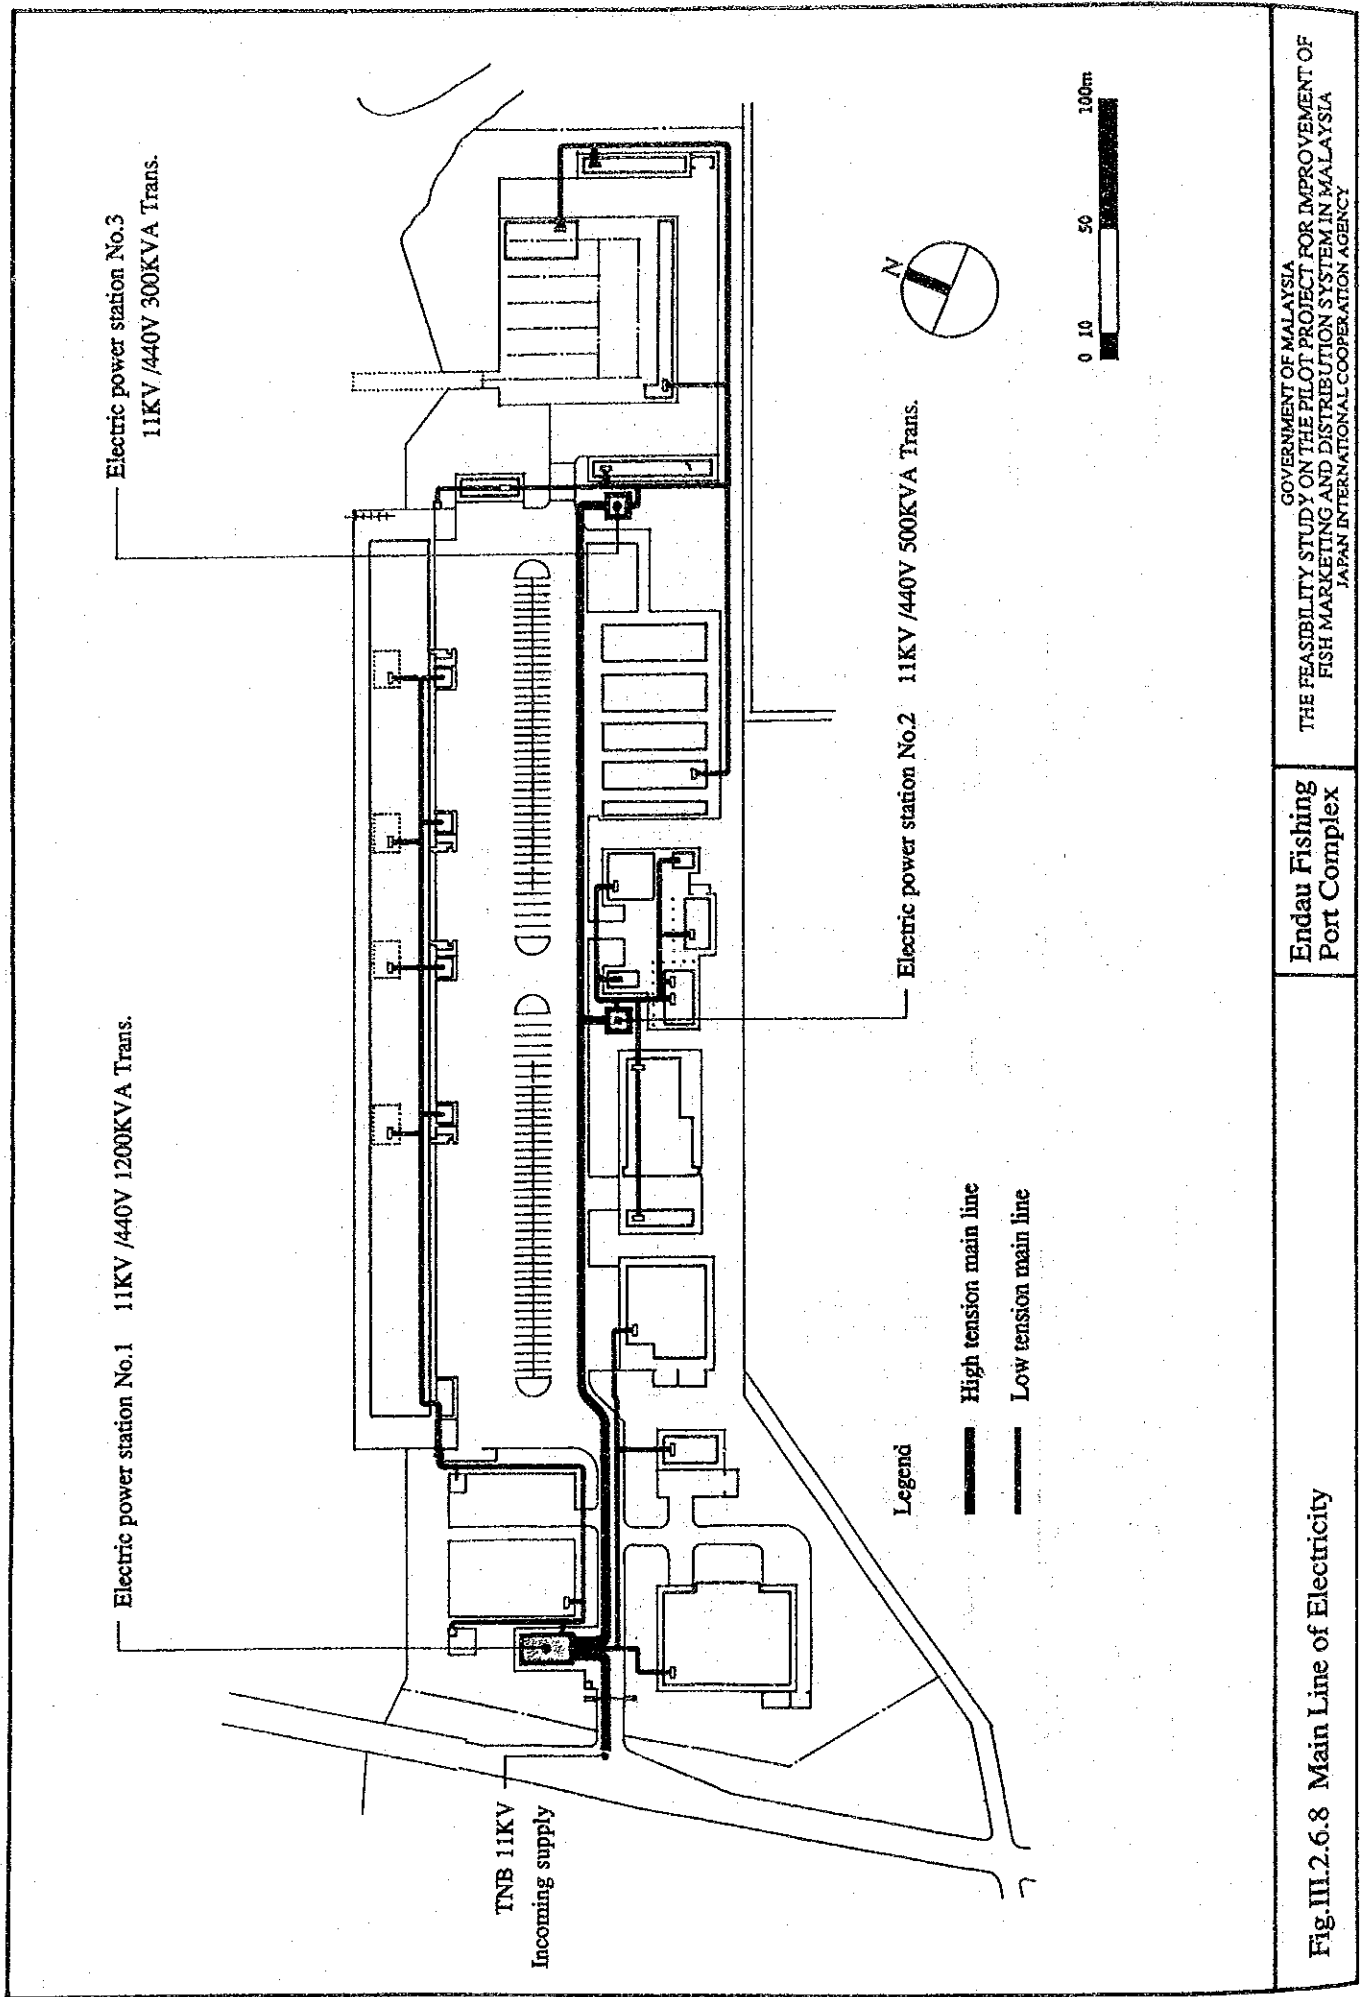 Electric power station No.1 11KV /440V 1200KVA Trans.
Electric power station No.3
11KV /440V 300KVA Trans.
TNB 11KV
Incoming supply
Electric power station No.2 11KV /440V 500KVA Trans.
N
Legend
High tension main line
Low tension main line
0 10 50 100m
Fig.III.2.6.8 Main Line of Electricity
Endau Fishing
Port Complex
GOVERNMENT OF MALAYSIA
THE FEASIBILITY STUDY ON THE PILOT PROJECT FOR IMPROVEMENT OF
FISH MARKETING AND DISTRIBUTION SYSTEM IN MALAYSIA
JAPAN INTERNATIONAL COOPERATION AGENCY